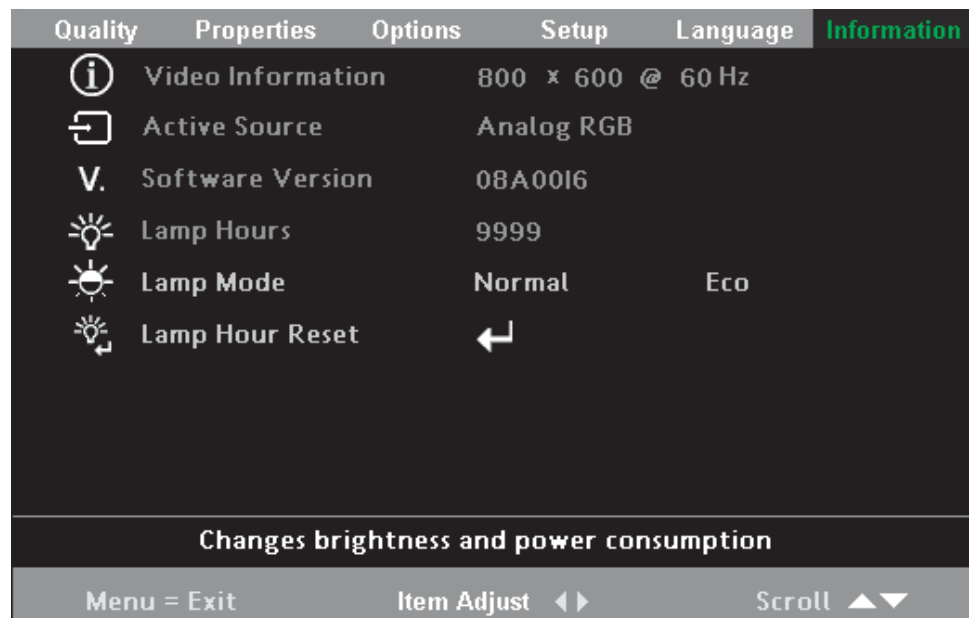 Quality Properties Options Setup Language Information
Video Information 800 x 600 @ 60 Hz
Active Source Analog RGB
V. Software Version 08A0016
Lamp Hours 9999
Lamp Mode Normal Eco
Lamp Hour Reset
Changes brightness and power consumption
Menu = Exit Item Adjust Scroll